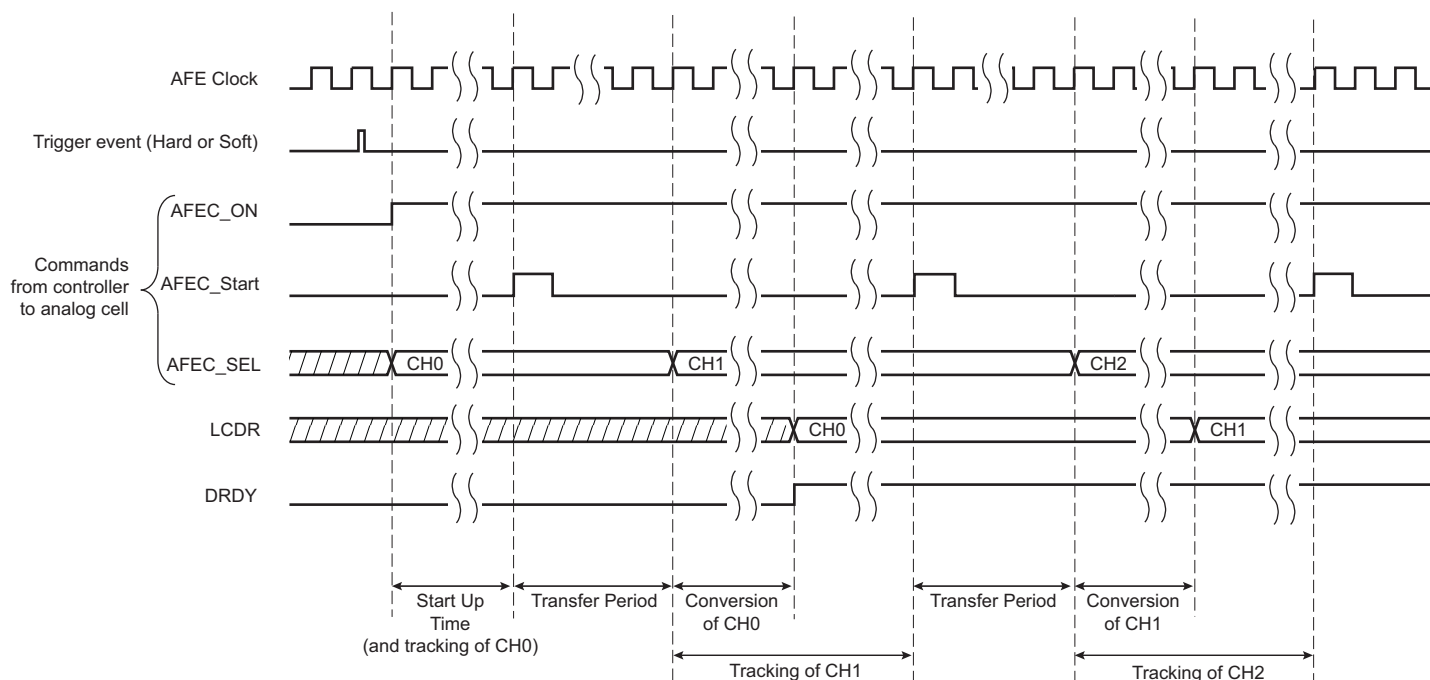 AFE Clock
Trigger event (Hard or Soft)
AFEC_ON
Commands
from controller
to analog cell
AFEC_Start
AFEC_SEL
CH0
CH1
CH2
LCDR
CH0
CH1
DRDY
Start Up
Time
(and tracking of CH0)
Transfer Period
Conversion
of CH0
Transfer Period
Conversion
of CH1
Tracking of CH1
Tracking of CH2